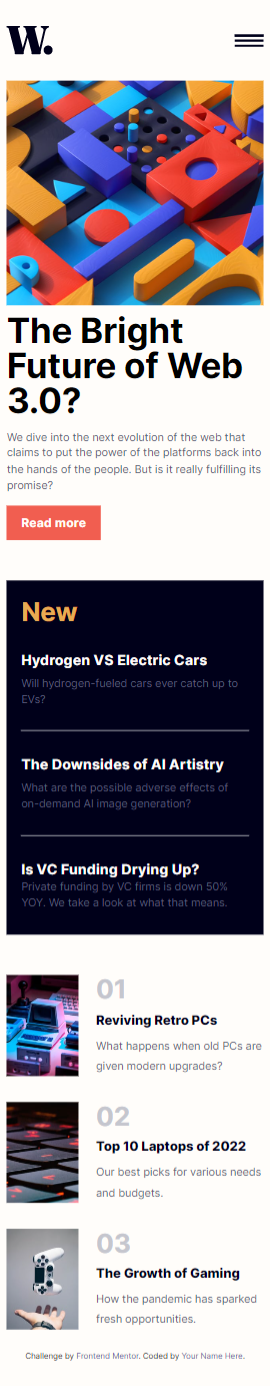 W.
The Bright
Future of Web
3.0?
We dive into the next evolution of the web that
claims to put the power of the platforms back into
the hands of the people. But is it really fulfilling its
promise?
Read more
New
Hydrogen VS Electric Cars
Will hydrogen-fueled cars ever catch up to
EVs?
The Downsides of AI Artistry
What are the possible adverse effects of
on-demand AI image generation?
Is VC Funding Drying Up?
Private funding by VC firms is down 50%
YOY. We take a look at what that means.
01
Reviving Retro PCs
What happens when old PCs are
given modern upgrades?
02
Top 10 Laptops of 2022
Our best picks for various needs
and budgets.
03
The Growth of Gaming
How the pandemic has sparked
fresh opportunities.
Challenge by Frontend Mentor. Coded by Your Name Here.